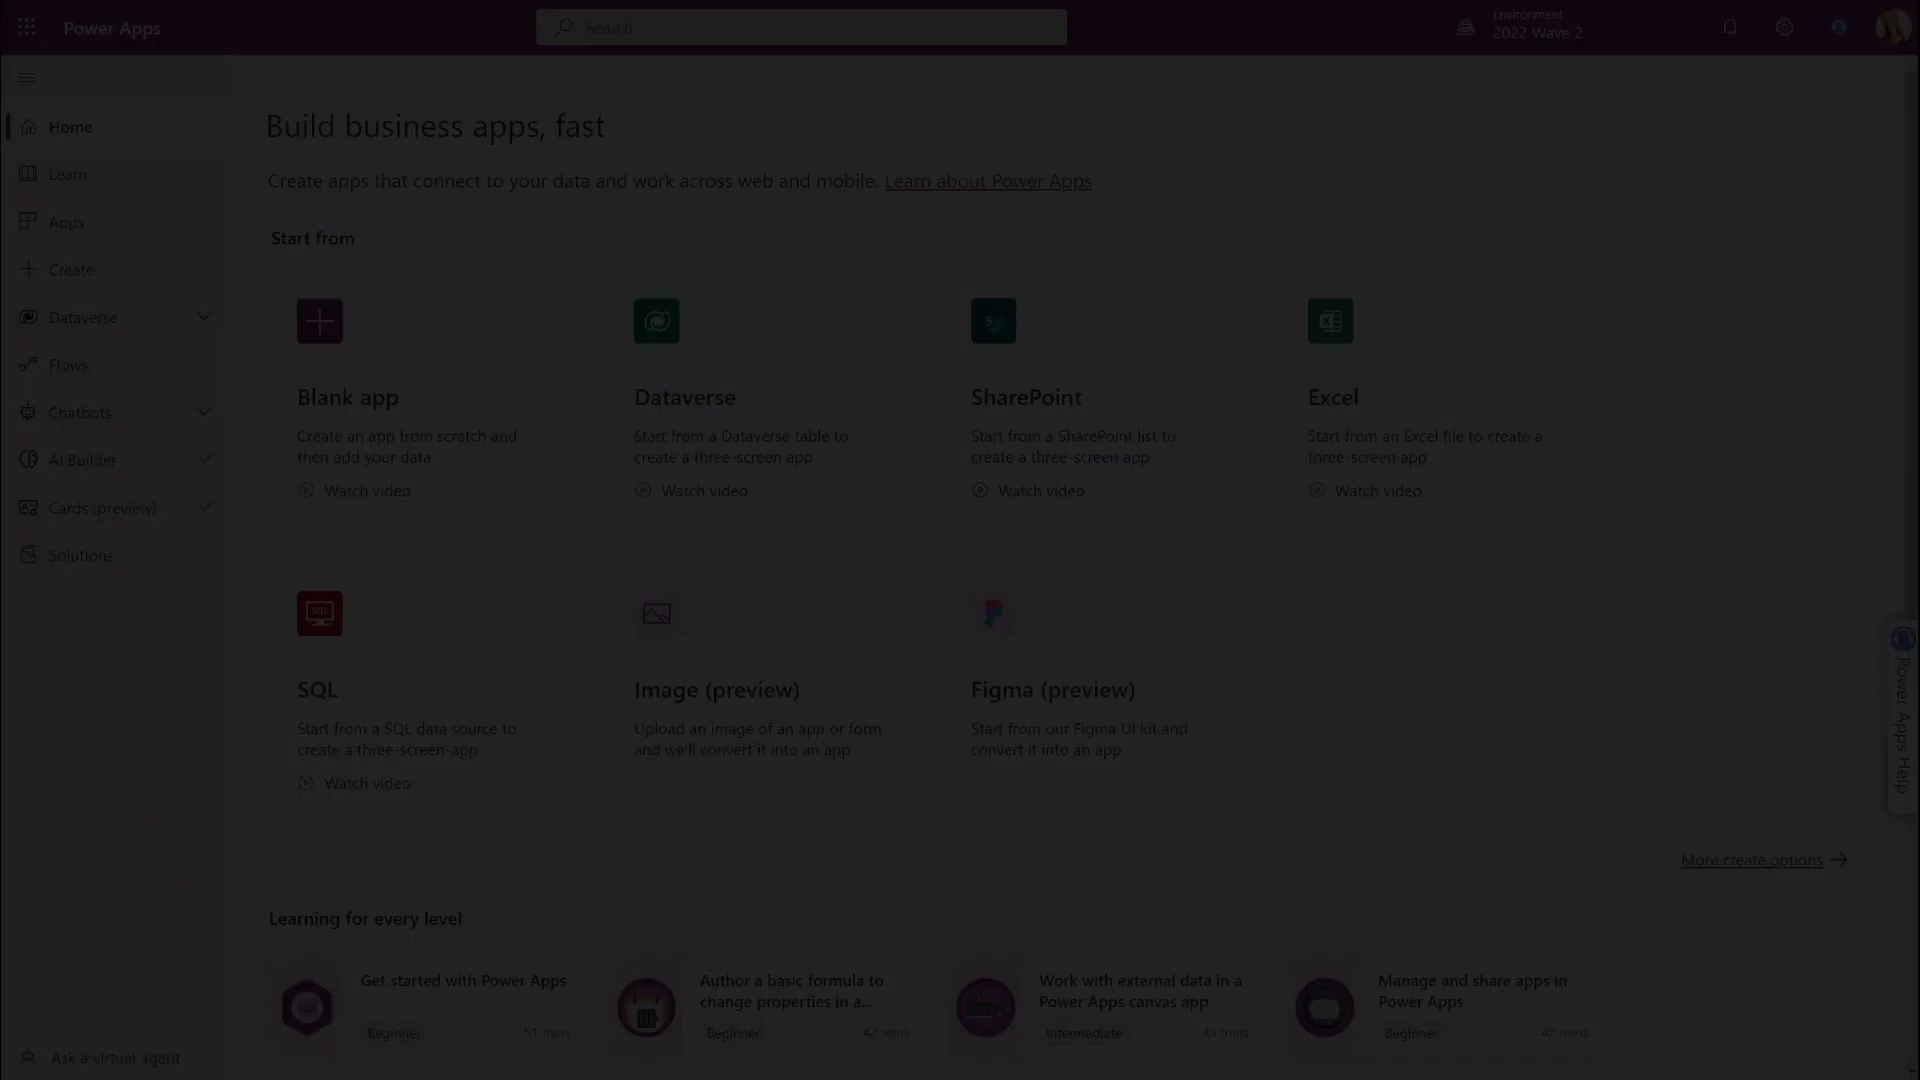 Power Apps
Search
Environment
2022 Wave 2
Home
Learn
Apps
Create
Dataverse
Flows
Chatbots
AI Builder
Cards (preview)
Solutions
Ask a virtual agent
Build business apps, fast
Create apps that connect to your data and work across web and mobile. Learn about Power Apps
Start from
Blank app
Create an app from scratch and
then add your data
Watch video
Dataverse
Start from a Dataverse table to
create a three-screen app
Watch video
SharePoint
Start from a SharePoint list to
create a three-screen app
Watch video
Excel
Start from an Excel file to create a
three-screen app
Watch video
SQL
SQL
Start from a SQL data source to
create a three-screen-app
Watch video
Image (preview)
Upload an image of an app or form
and we'll convert it into an app
Figma (preview)
Start from our Figma UI kit and
convert it into an app
Power Apps Help
More create options
Learning for every level
Get started with Power Apps
Beginner
51 mins
Author a basic formula to
change properties in a...
Beginner
42 mins
Work with external data in a
Power Apps canvas app
Intermediate
43 mins
Manage and share apps in
Power Apps
Beginner
42 mins